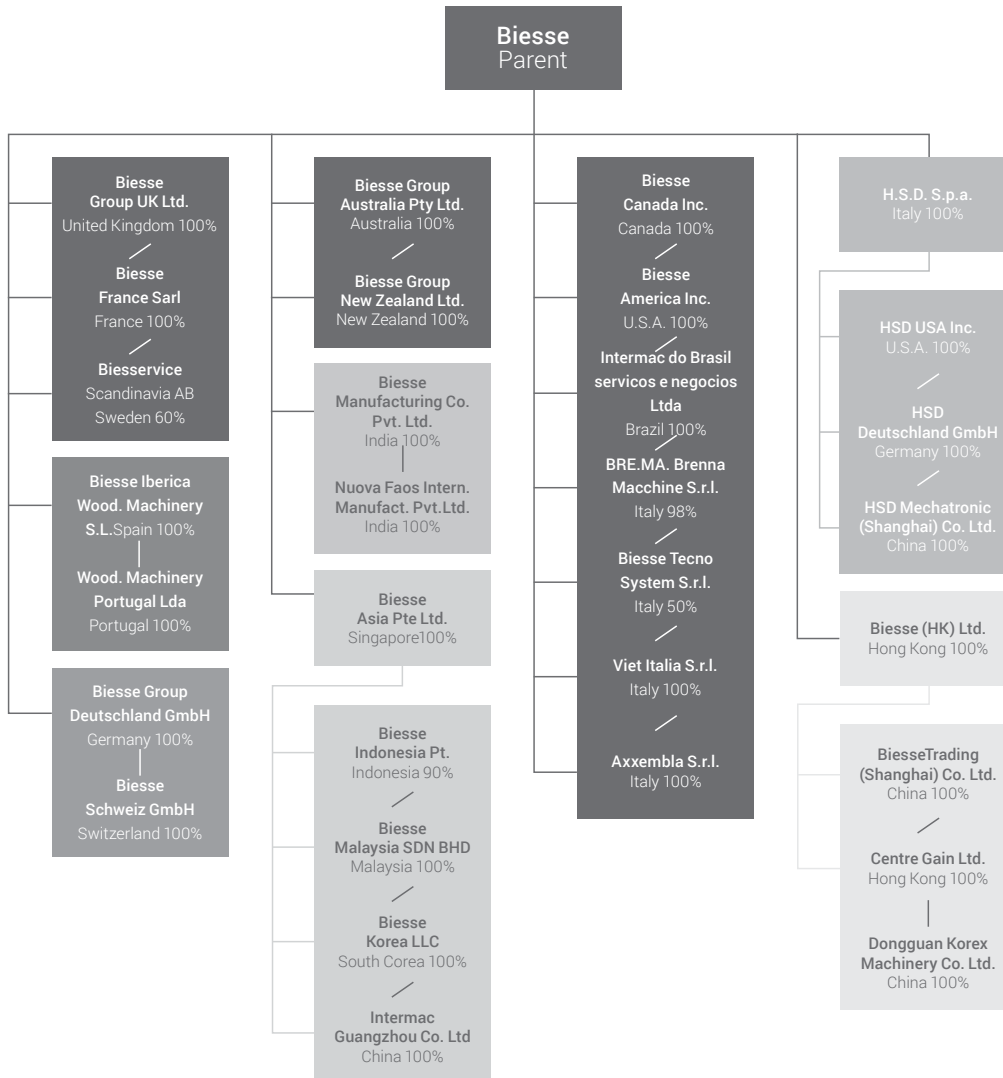 Biesse
Parent
Biesse
Group UK Ltd.
United Kingdom 100%
Biesse
France Sarl
France 100%
Biesservice
Scandinavia AB
Sweden 60%
Biesse Iberica
Wood. Machinery
S.L.Spain 100%
Wood. Machinery
Portugal Lda
Portugal 100%
Biesse Group
Deutschland GmbH
Germany 100%
Biesse
Schweiz GmbH
Switzerland 100%
Biesse Group
Australia Pty Ltd.
Australia 100%
Biesse Group
New Zealand Ltd.
New Zealand 100%
Biesse
Manufacturing Co.
Pvt. Ltd.
India 100%
Nuova Faos Intern.
Manufact. Pvt.Ltd.
India 100%
Biesse
Asia Pte Ltd.
Singapore100%
Biesse
Indonesia Pt.
Indonesia 90%
Biesse
Malaysia SDN BHD
Malaysia 100%
Biesse
Korea LLC
South Corea 100%
Intermac
Guangzhou Co. Ltd
China 100%
Biesse
Canada Inc.
Canada 100%
Biesse
America Inc.
U.S.A. 100%
Intermac do Brasil
servicos e negocios
Ltda
Brazil 100%
BRE.MA. Brenna
Macchine S.r.l.
Italy 98%
Biesse Tecno
System S.r.l.
Italy 50%
Viet Italia S.r.l.
Italy 100%
Axxembla S.r.l.
Italy 100%
H.S.D. S.p.a.
Italy 100%
HSD USA Inc.
U.S.A. 100%
HSD
Deutschland GmbH
Germany 100%
HSD Mechatronic
(Shanghai) Co. Ltd.
China 100%
Biesse (HK) Ltd.
Hong Kong 100%
BiesseTrading
(Shanghai) Co. Ltd.
China 100%
Centre Gain Ltd.
Hong Kong 100%
Dongguan Korex
Machinery Co. Ltd.
China 100%